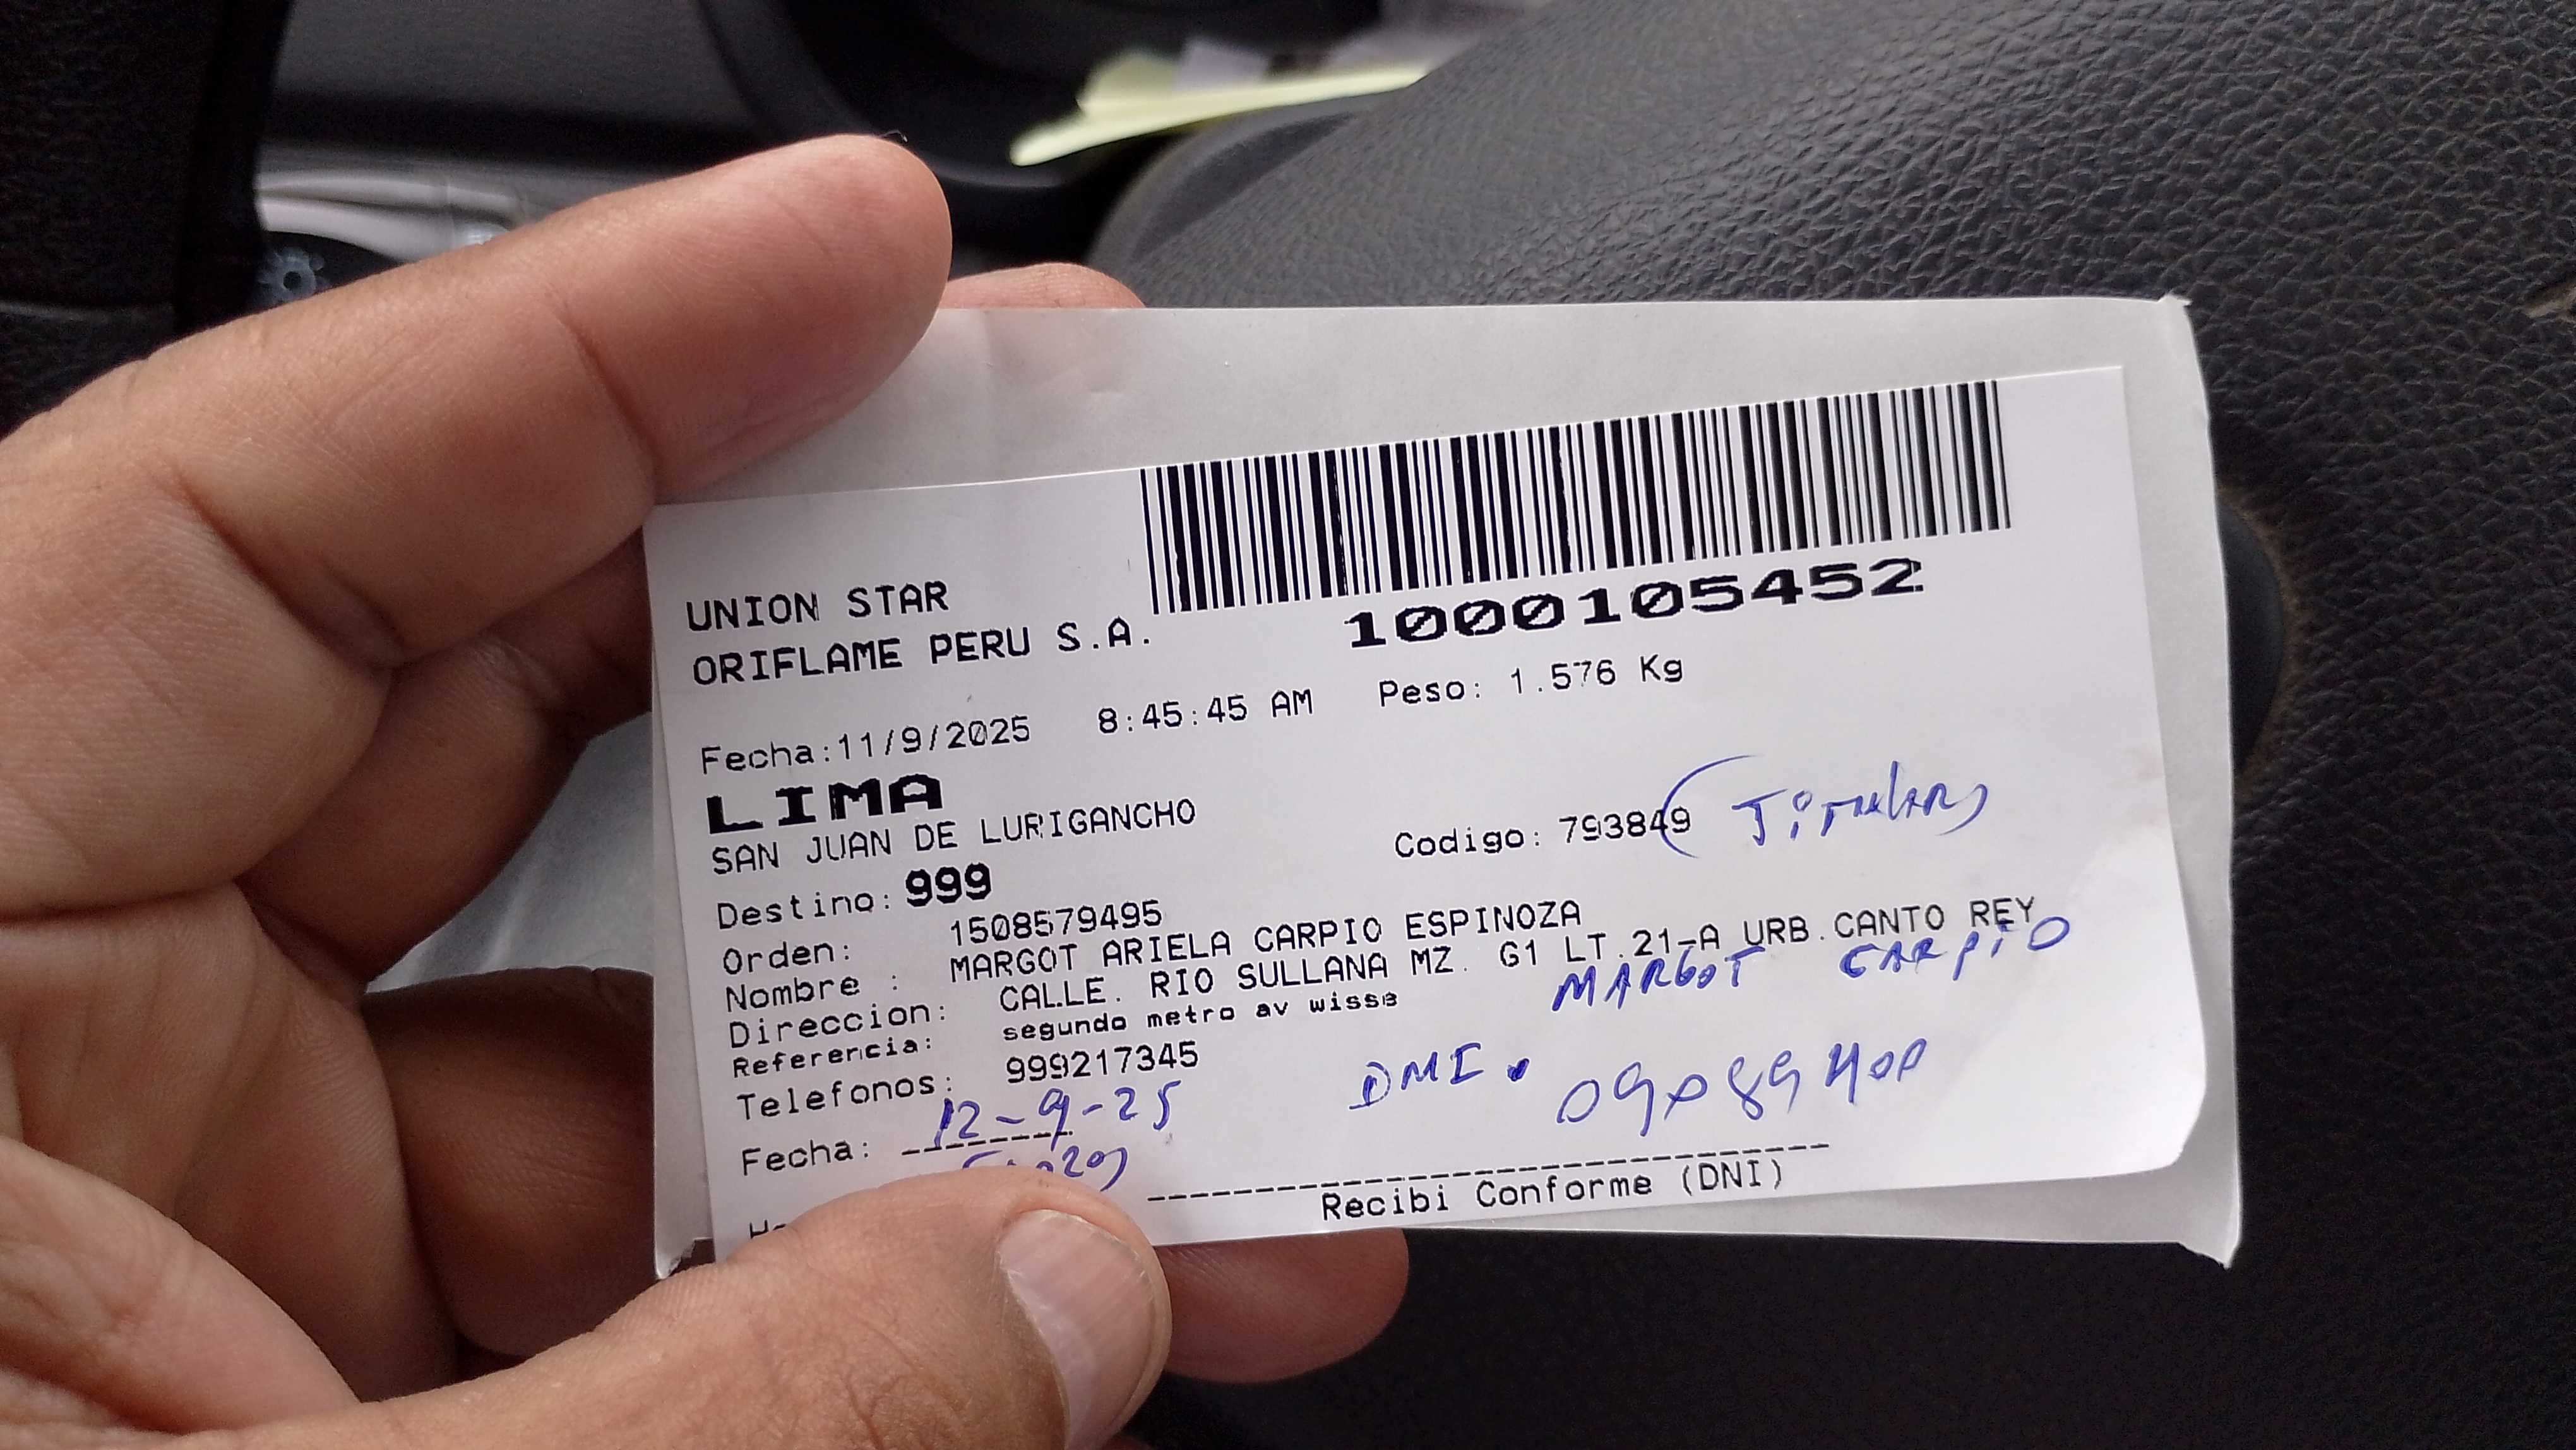 UNION STAR
ORIFLAME PERU S.A.
1000105452
Fecha:11/9/2025 8:45:45 AM Peso: 1.576 Kg
LIMA
SAN JUAN DE LURIGANCHO
Codigo: 793849 (Titular)
Destino: 999
Orden: 1508579495
Nombre : MARGOT ARIELA CARPIO ESPINOZA
Direccion: CALLE. RIO SULLANA MZ. G1 LT.21-A URB.CANTO REY
Referencia: segundo metro av wisse
MARGOT CARPIO
Telefonos: 999217345
DMI.
Fecha: 12-9-25
Recibi Conforme (DNI)